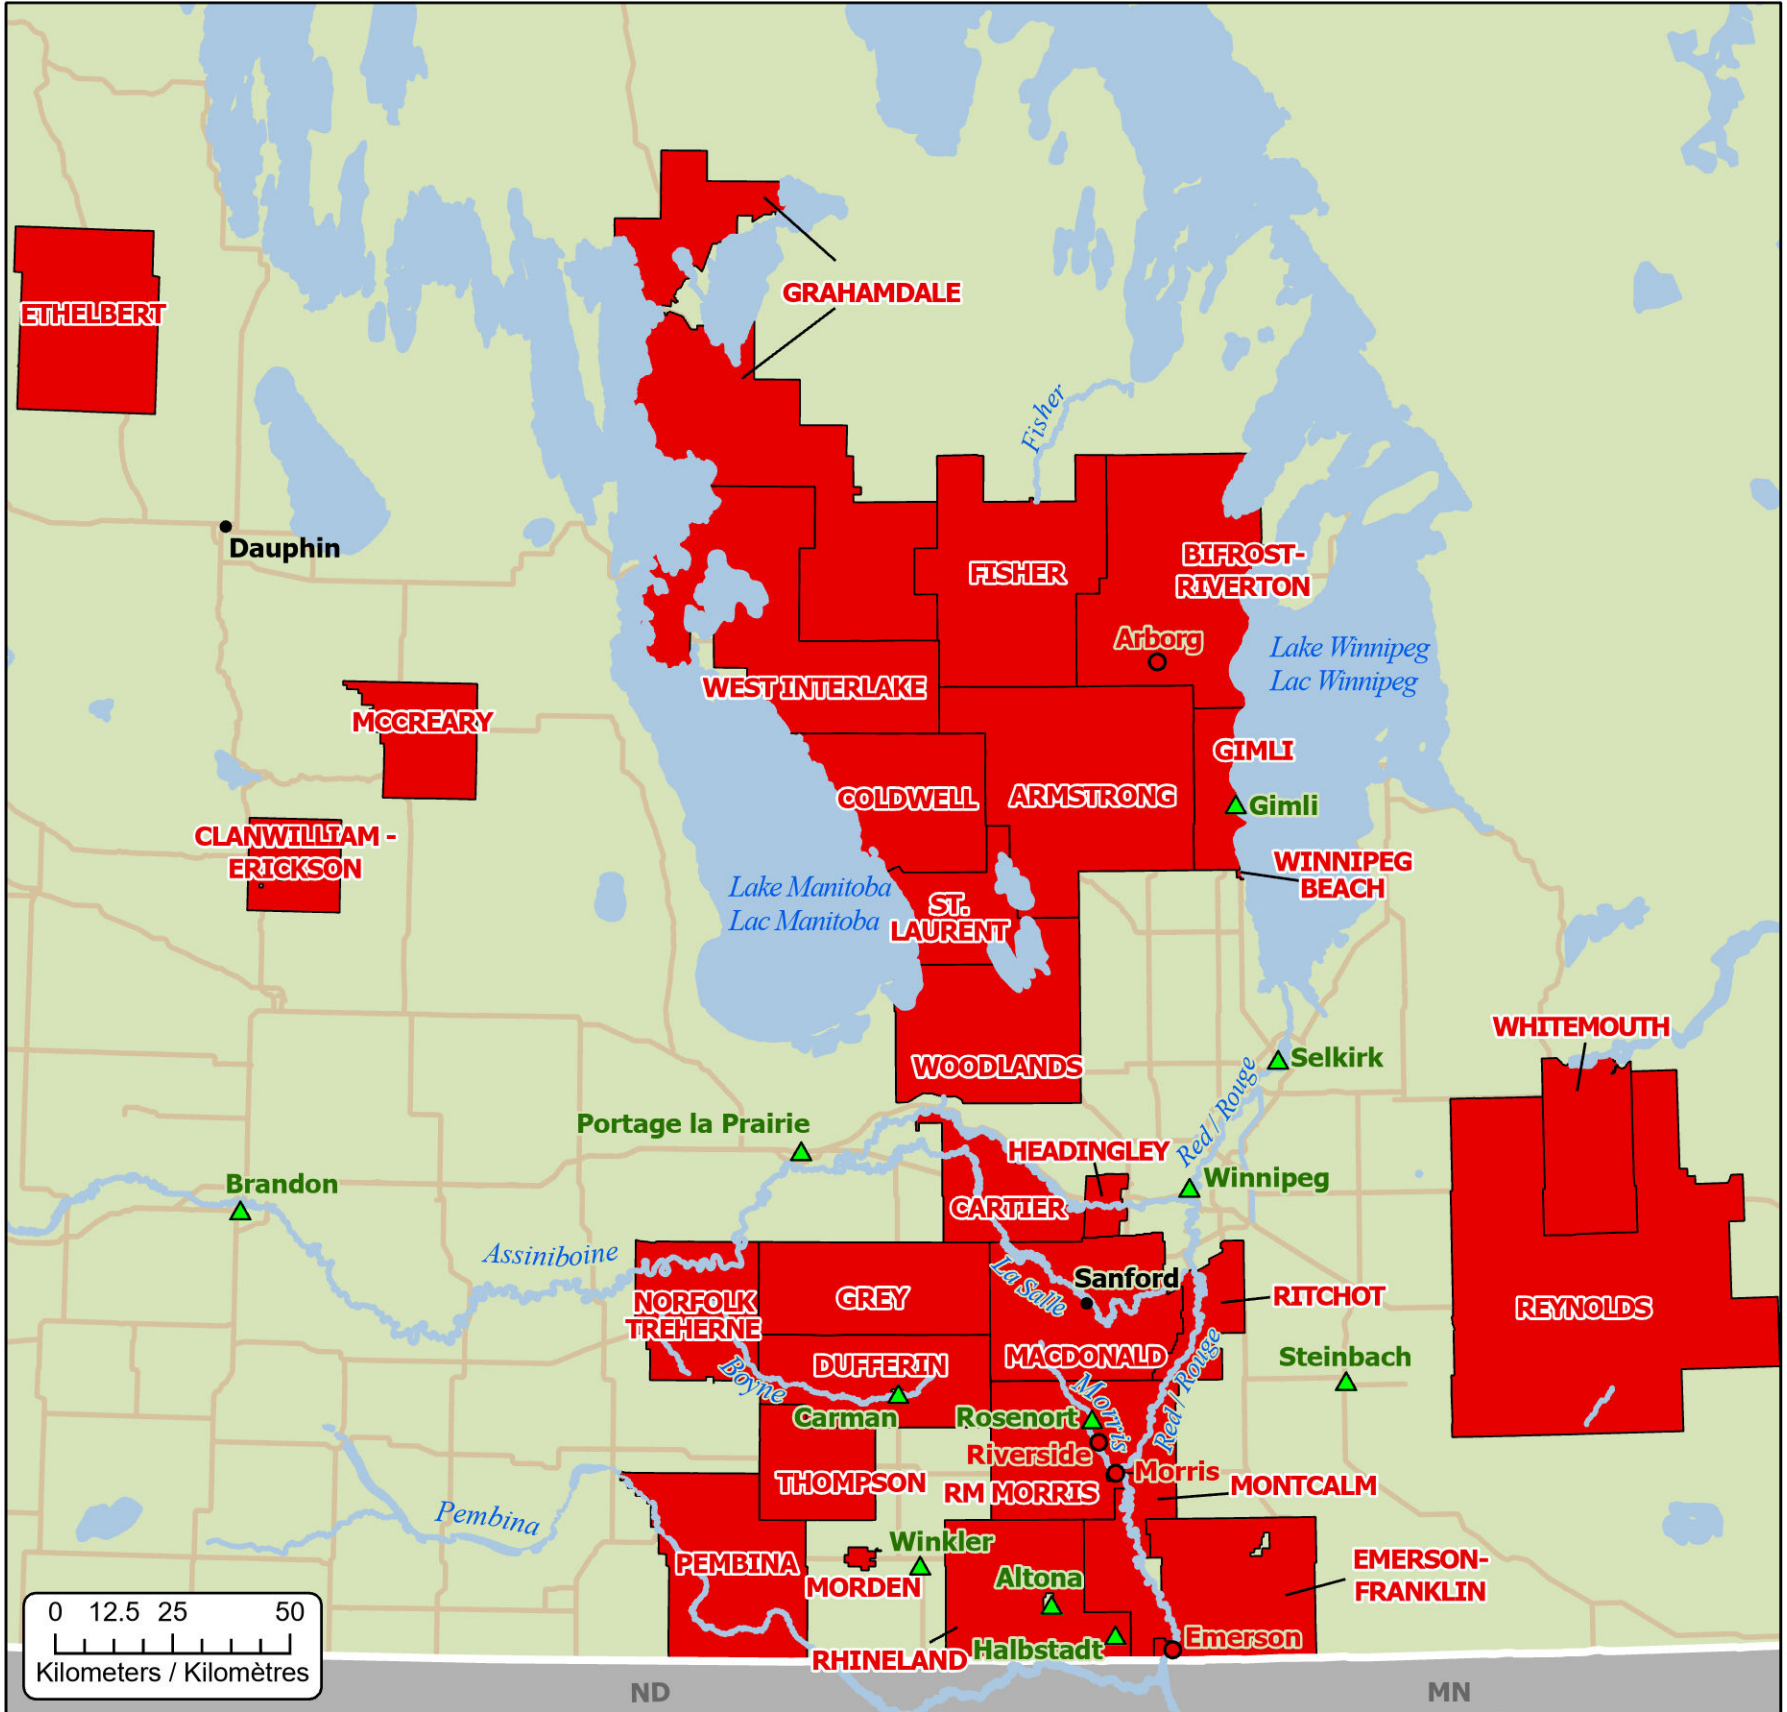 GRAHAMDALE
ETHELBERT
Fisher
Dauphin
FISHER
BIFROST-
RIVERTON
Arborg
Lake Winnipeg
Lac Winnipeg
WEST INTERLAKE
MCCREARY
GIMLI
COLDWELL
ARMSTRONG
Gimli
CLANWILLIAM -
ERICKSON
WINNIPEG
BEACH
Lake Manitoba
Lac Manitoba
ST.
LAURENT
WHITEMOUTH
WOODLANDS
Selkirk
Red / Rouge
Portage la Prairie
HEADINGLEY
Brandon
Winnipeg
CARTIER
Assiniboine
La Salle
Sanford
NORFOLK
TREHERNE
GREY
RITCHOT
REYNOLDS
DUFFERIN
MACDONALD
Steinbach
Boyne
Morris
Red / Rouge
Carman
Rosenort
Riverside
Morris
THOMPSON
RM MORRIS
MONTCALM
Pembina
Winkler
PEMBINA
MORDEN
Altona
EMERSON-
FRANKLIN
Emerson
Halbstadt
RHINELAND
0 12.5 25 50
Kilometers / Kilomètres
ND
MN